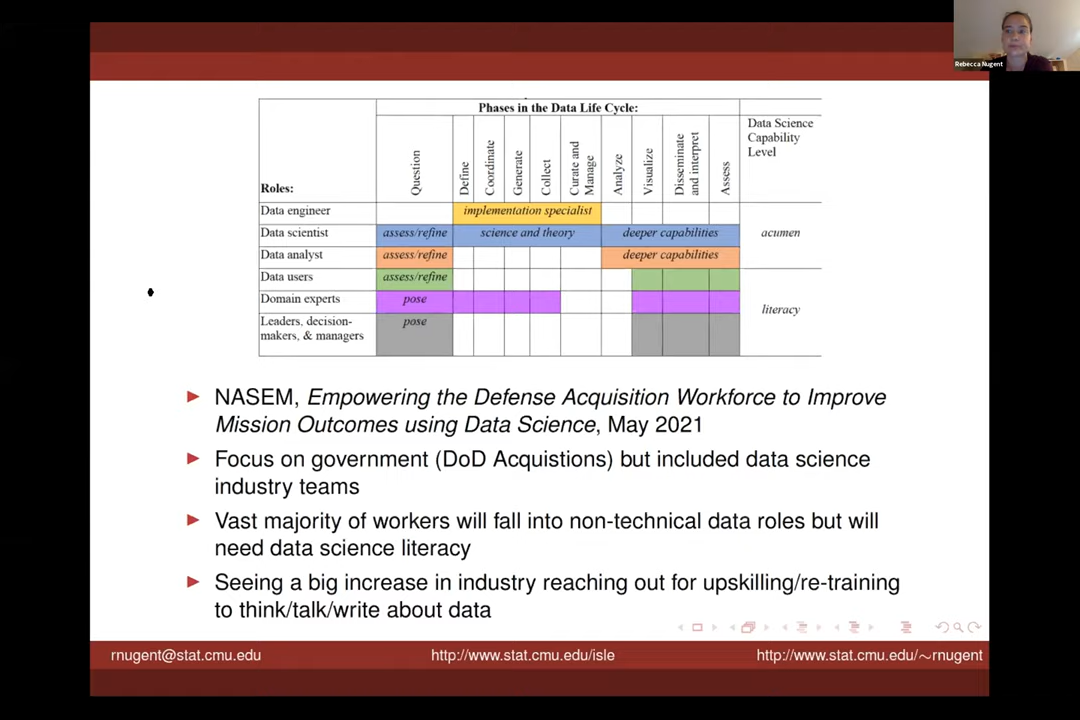 Rebecca Nugent
Phases in the Data Life Cycle:
Roles:
Question
Define
Coordinate
Generate
Collect
Curate and
Manage
Analyze
Visualize
Disseminate
and interpret
Assess
Data Science
Capability
Level
Data engineer
implementation specialist
Data scientist
assess/refine
science and theory
deeper capabilities
acumen
Data analyst
assess/refine
deeper capabilities
Data users
assess/refine
Domain experts
pose
literacy
Leaders, decision-
makers, & managers
pose
NASEM, Empowering the Defense Acquisition Workforce to Improve
Mission Outcomes using Data Science, May 2021
Focus on government (DoD Acquistions) but included data science
industry teams
Vast majority of workers will fall into non-technical data roles but will
need data science literacy
Seeing a big increase in industry reaching out for upskilling/re-training
to think/talk/write about data
rnugent@stat.cmu.edu
http://www.stat.cmu.edu/isle
http://www.stat.cmu.edu/∼rnugent